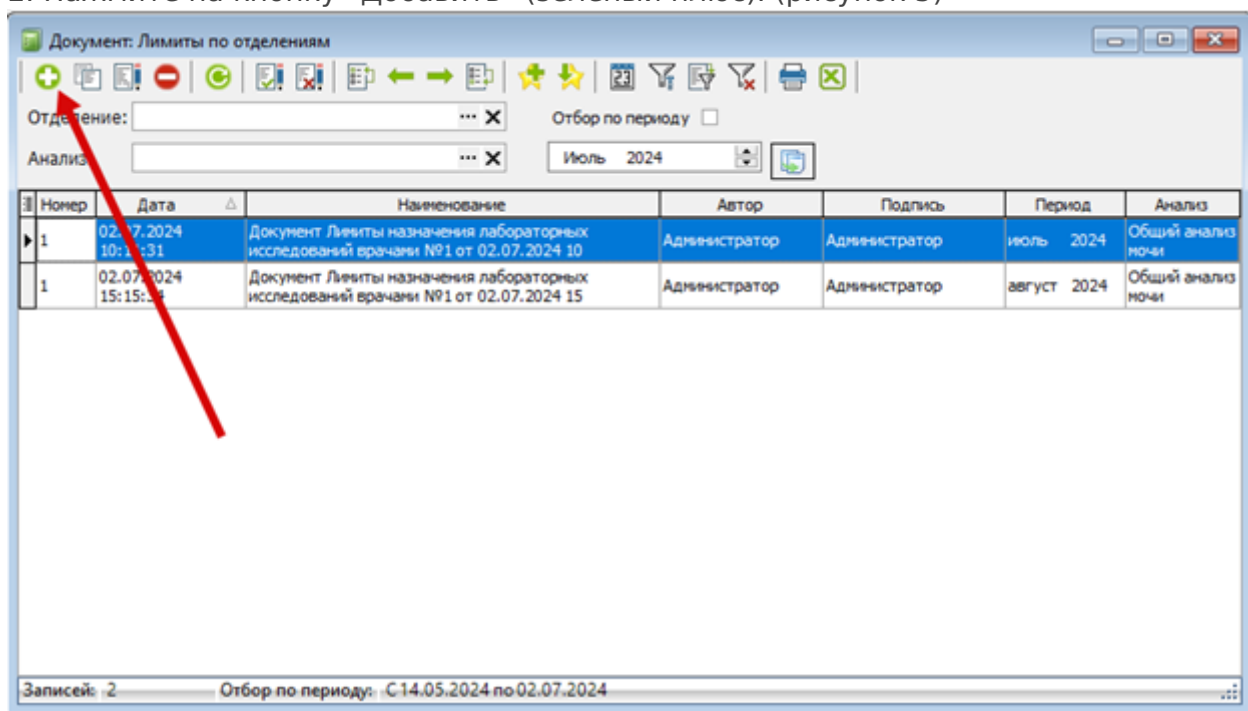 Документ: Лимиты по отделениям
23
Отделение: ... Отбор по периоду
Анализ ... Июль 2024
Номер Дата Наименование Автор Подпись Период Анализ
1 02.07.2024 Документ Лимиты назначения лабораторных Администратор Администратор июль 2024 Общий анализ
исследований врачами №1 от 02.07.2024 10 мочи
1 02.07.2024 Документ Лимиты назначения лабораторных Администратор Администратор август 2024 Общий анализ
исследований врачами №1 от 02.07.2024 15 мочи
Записей: 2 Отбор по периоду: С 14.05.2024 по 02.07.2024